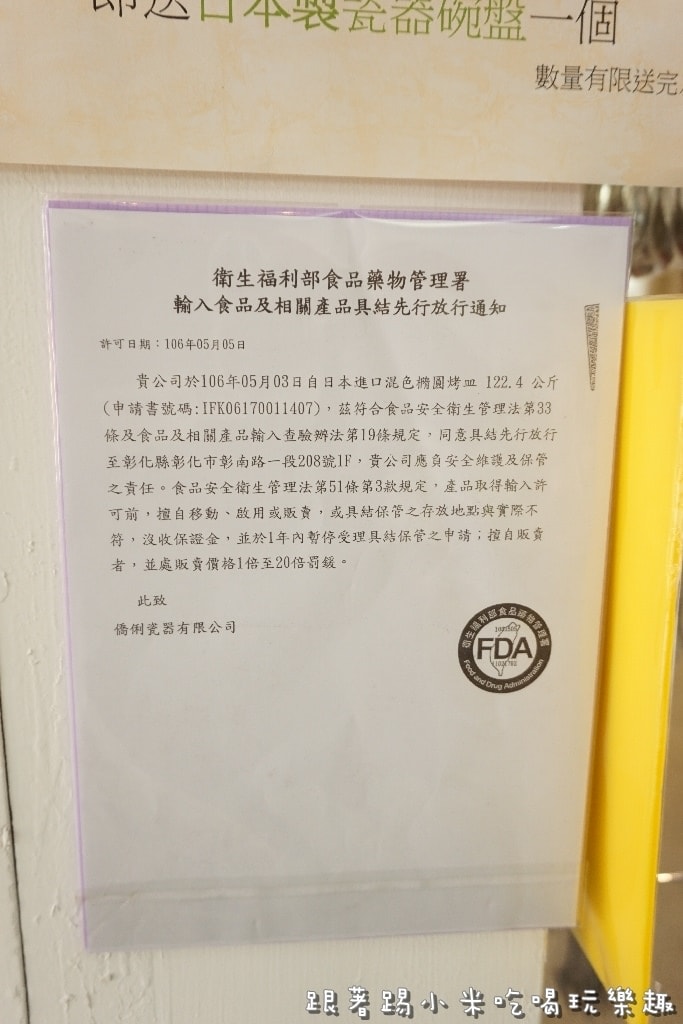 即送日本製瓷器碗盤一個
數量有限送完
衛生福利部食品藥物管理署
輸入食品及相關產品具結先行放行通知
許可日期：106年05月05日
貴公司於106年05月03日自日本進口混色橢圓烤皿 122.4 公斤
(申請書號碼:IFK06170011407)，茲符合食品安全衛生管理法第33
條及食品及相關產品輸入查驗辦法第19條規定，同意具結先行放行
至彰化縣彰化市彰南路一段208號1F，貴公司應負安全維護及保管
之責任。食品安全衛生管理法第51條第3款規定，產品取得輸入許
可前，擅自移動、啟用或販賣，或具結保管之存放地點與實際不
符，沒收保證金，並於1年內暫停受理具結保管之申請；擅自販賣
者，並處販賣價格1倍至20倍罰鍰。
此致
僑俐瓷器有限公司
衛生福利部食品藥物管理署
FDA
Food and Drug Administration
跟著踢小米吃喝玩樂趣